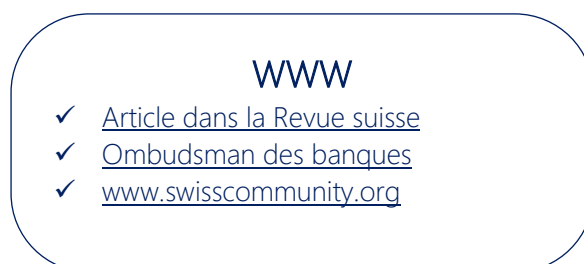 WWW
✓ Article dans la Revue suisse
✓ Ombudsman des banques
✓ www.swisscommunity.org